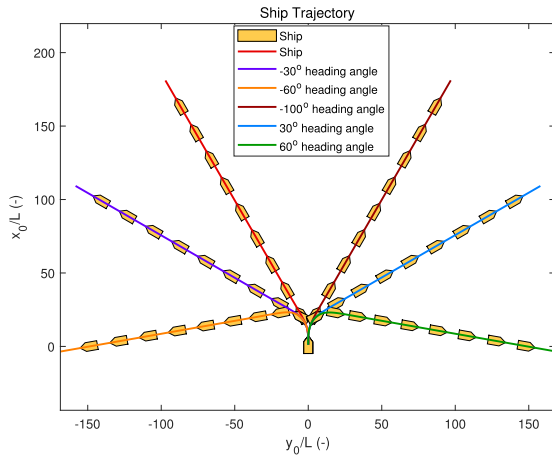 Ship Trajectory
Ship
Ship
-30° heading angle
-60° heading angle
-100° heading angle
30° heading angle
60° heading angle
200
150
100
50
0
x0/L (-)
-150 -100 -50 0 50 100 150
y0/L (-)